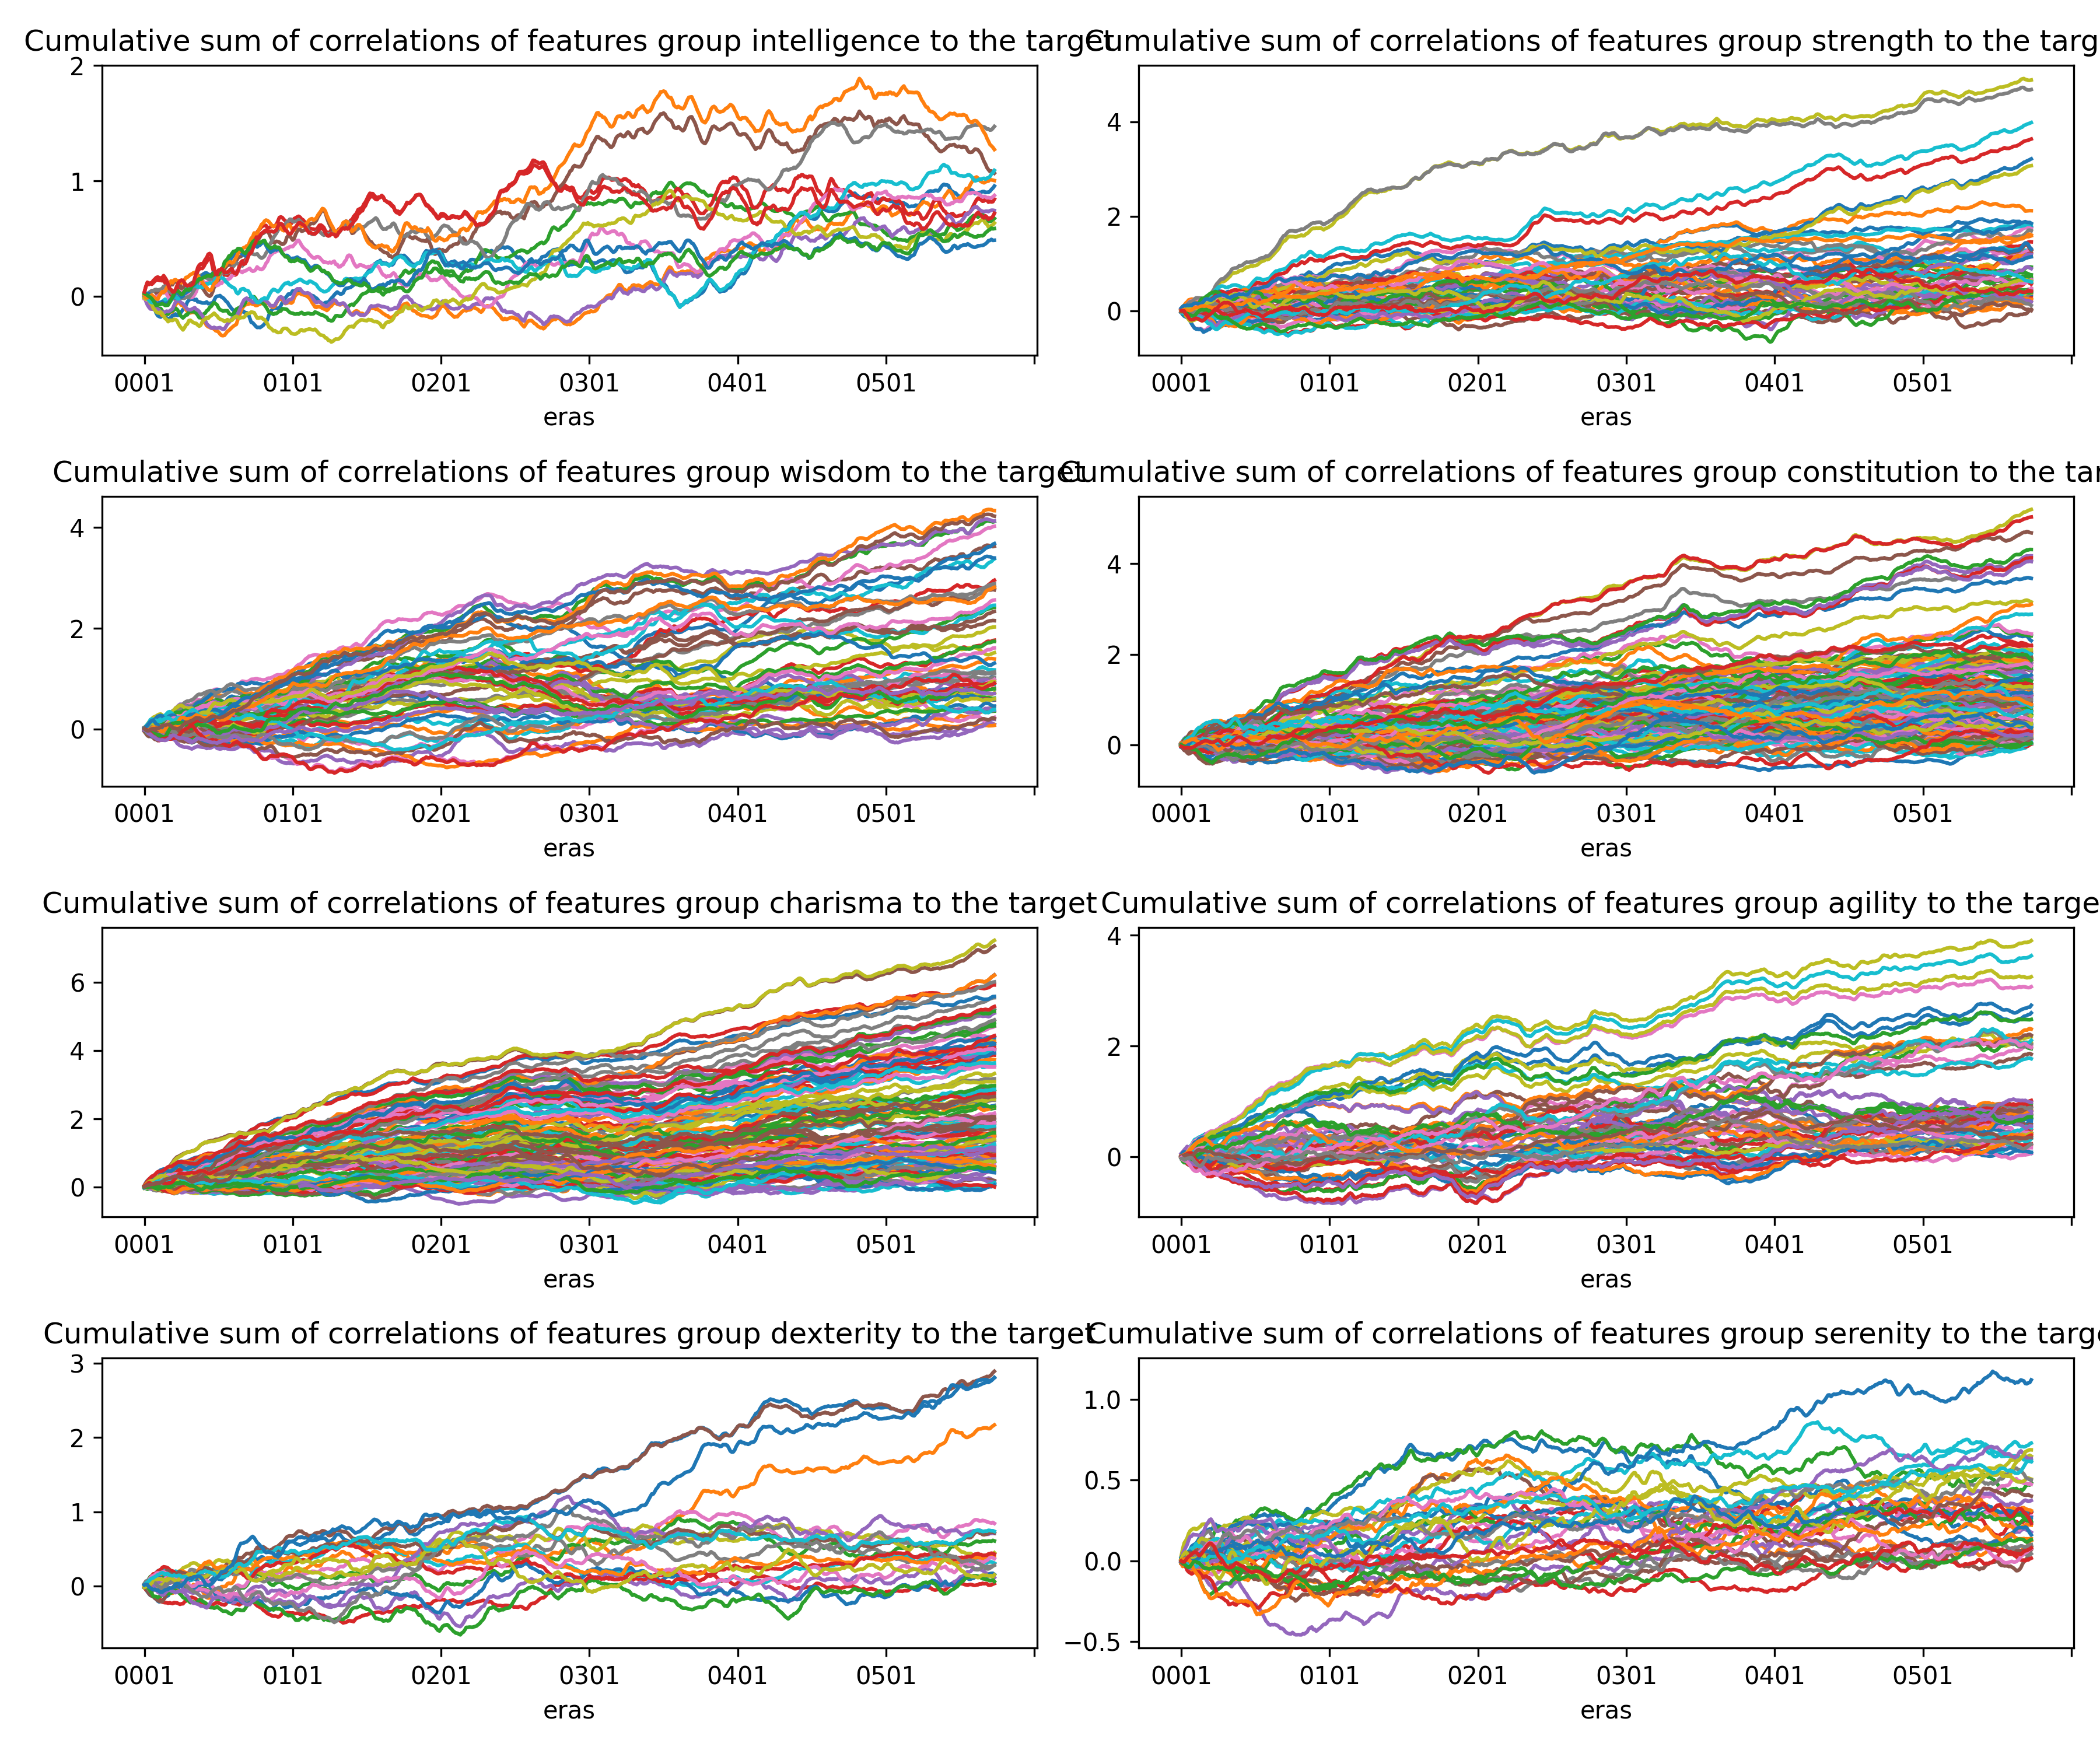 Cumulative sum of correlations of features group intelligence to the target
2
1
0
0001 0101 0201 0301 0401 0501
eras
Cumulative sum of correlations of features group strength to the targ
4
2
0
0001 0101 0201 0301 0401 0501
eras
Cumulative sum of correlations of features group wisdom to the target
4
2
0
0001 0101 0201 0301 0401 0501
eras
Cumulative sum of correlations of features group constitution to the tar
4
2
0
0001 0101 0201 0301 0401 0501
eras
Cumulative sum of correlations of features group charisma to the target
6
4
2
0
0001 0101 0201 0301 0401 0501
eras
Cumulative sum of correlations of features group agility to the targe
4
2
0
0001 0101 0201 0301 0401 0501
eras
Cumulative sum of correlations of features group dexterity to the target
3
2
1
0
0001 0101 0201 0301 0401 0501
eras
Cumulative sum of correlations of features group serenity to the targe
1.0
0.5
0.0
−0.5
0001 0101 0201 0301 0401 0501
eras